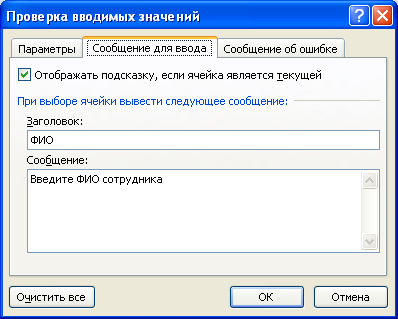 Проверка вводимых значений
Параметры Сообщение для ввода Сообщение об ошибке
Отображать подсказку, если ячейка является текущей
При выборе ячейки вывести следующее сообщение:
Заголовок:
ФИО
Сообщение:
Введите ФИО сотрудника
Очистить все ОК Отмена